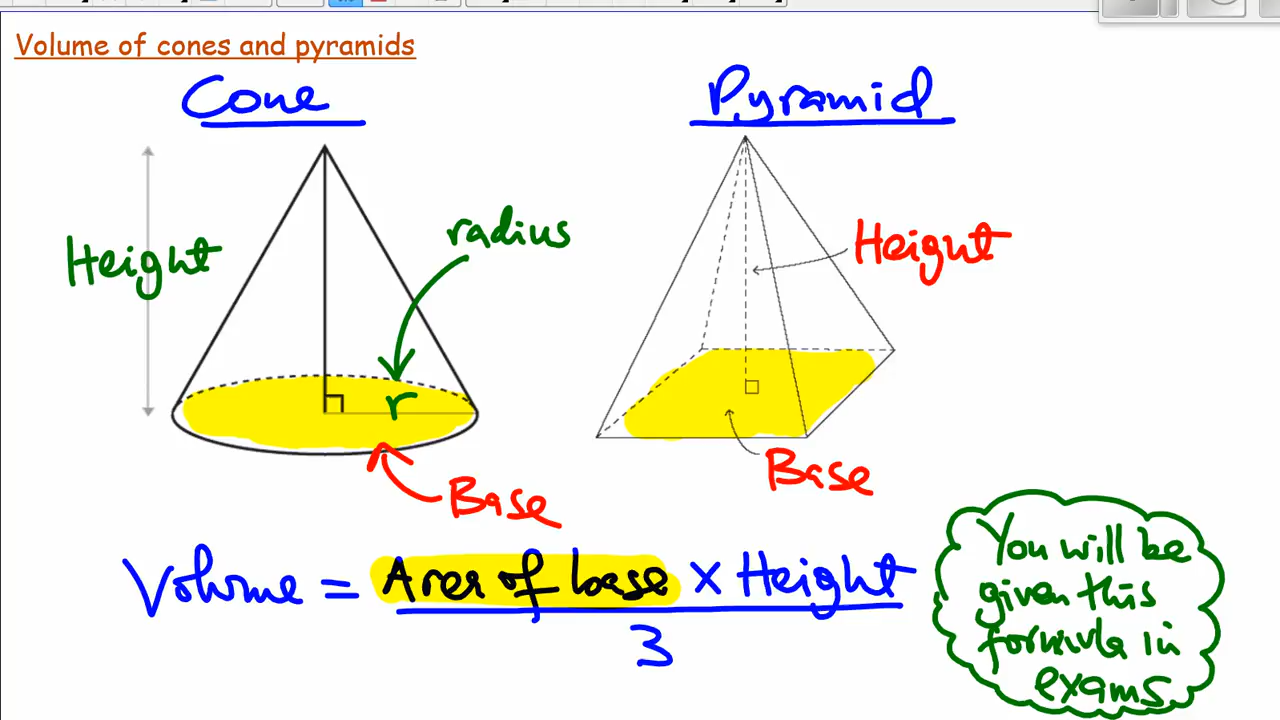 Volume of cones and pyramids
Cone
Pyramid
Height
radius
r
Base
Height
Base
Volume = Area of base × Height
3
You will be
given this
formula in
exams